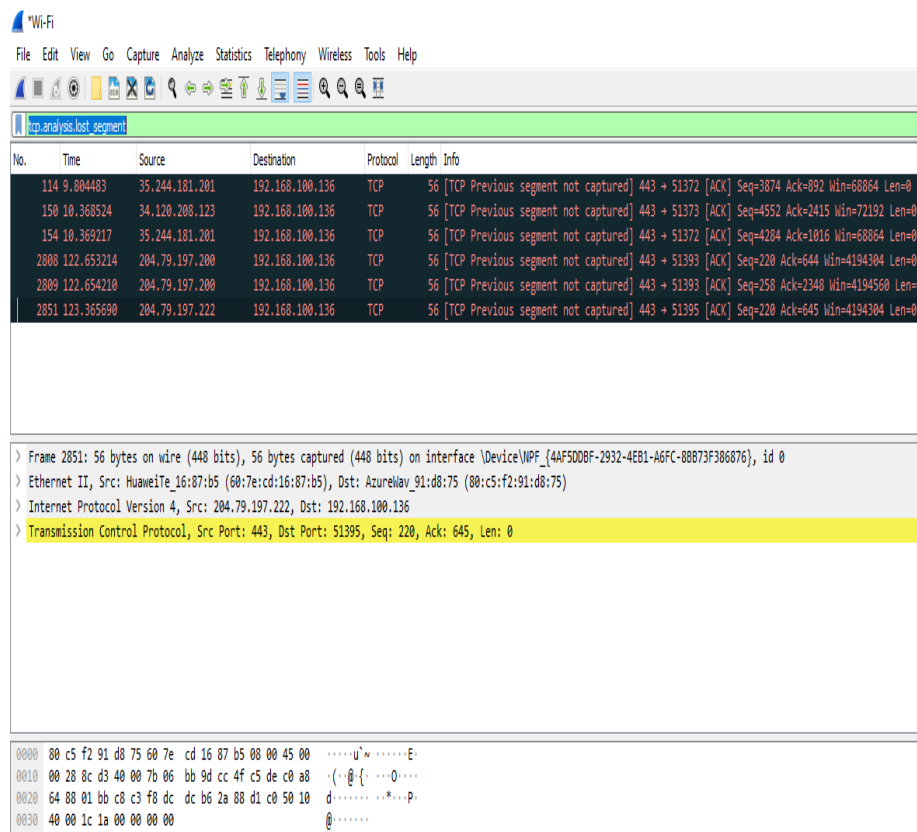 *Wi-Fi
File Edit View Go Capture Analyze Statistics Telephony Wireless Tools Help
tcp.analysis.lost_segment
No. Time Source Destination Protocol Length Info
114 9.804483 35.244.181.201 192.168.100.136 TCP 56 [TCP Previous segment not captured] 443 → 51372 [ACK] Seq=3874 Ack=892 Win=68864 Len=0
150 10.368524 34.120.208.123 192.168.100.136 TCP 56 [TCP Previous segment not captured] 443 → 51373 [ACK] Seq=4552 Ack=2415 Win=72192 Len=0
154 10.369217 35.244.181.201 192.168.100.136 TCP 56 [TCP Previous segment not captured] 443 → 51372 [ACK] Seq=4284 Ack=1016 Win=68864 Len=0
2808 122.653214 204.79.197.200 192.168.100.136 TCP 56 [TCP Previous segment not captured] 443 → 51393 [ACK] Seq=220 Ack=644 Win=4194304 Len=0
2809 122.654210 204.79.197.200 192.168.100.136 TCP 56 [TCP Previous segment not captured] 443 → 51393 [ACK] Seq=258 Ack=2348 Win=4194560 Len=
2851 123.365690 204.79.197.222 192.168.100.136 TCP 56 [TCP Previous segment not captured] 443 → 51395 [ACK] Seq=220 Ack=645 Win=4194304 Len=0
> Frame 2851: 56 bytes on wire (448 bits), 56 bytes captured (448 bits) on interface \Device\NPF_{4AF5DDBF-2932-4EB1-A6FC-8BB73F386876}, id 0
> Ethernet II, Src: HuaweiTe_16:87:b5 (60:7e:cd:16:87:b5), Dst: AzureWav_91:d8:75 (80:c5:f2:91:d8:75)
> Internet Protocol Version 4, Src: 204.79.197.222, Dst: 192.168.100.136
> Transmission Control Protocol, Src Port: 443, Dst Port: 51395, Seq: 220, Ack: 645, Len: 0
0000 80 c5 f2 91 d8 75 60 7e cd 16 87 b5 08 00 45 00 ·····u`~ ······E·
0010 00 28 8c d3 40 00 7b 06 bb 9d cc 4f c5 de c0 a8 ·(··@·{· ···O····
0020 64 88 01 bb c8 c3 f8 dc dc b6 2a 88 d1 c0 50 10 d······· ··*···P·
0030 40 00 1c 1a 00 00 00 00 @·······